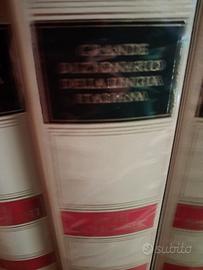 GRANDE
DIZIONARIO
DELLA LINGUA
ITALIANA
subito